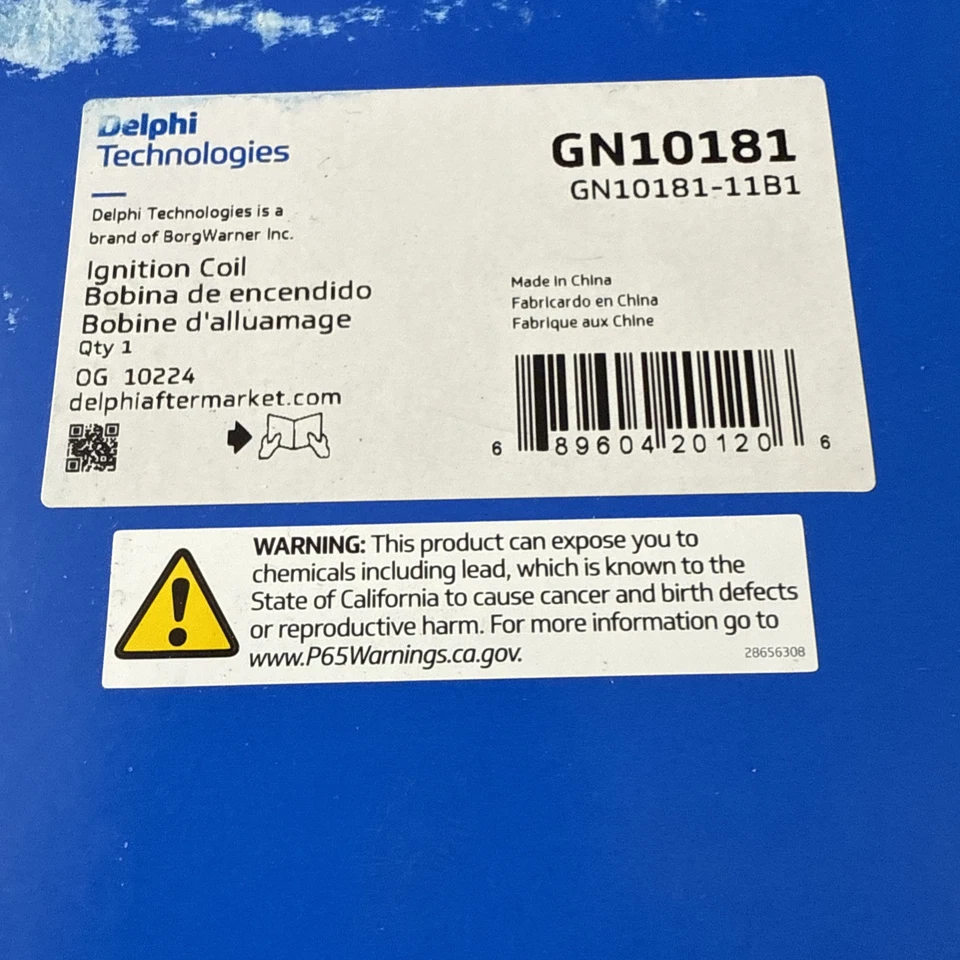 Delphi
Technologies
GN10181
GN10181-11B1
Delphi Technologies is a
brand of BorgWarner Inc.
Ignition Coil
Bobina de encendido
Bobine d'alluamage
Qty 1
OG 10224
delphiaftermarket.com
Made in China
Fabricardo en China
Fabrique aux Chine
6 89604 20120 6
WARNING: This product can expose you to
chemicals including lead, which is known to the
State of California to cause cancer and birth defects
or reproductive harm. For more information go to
www.P65Warnings.ca.gov.
28656308